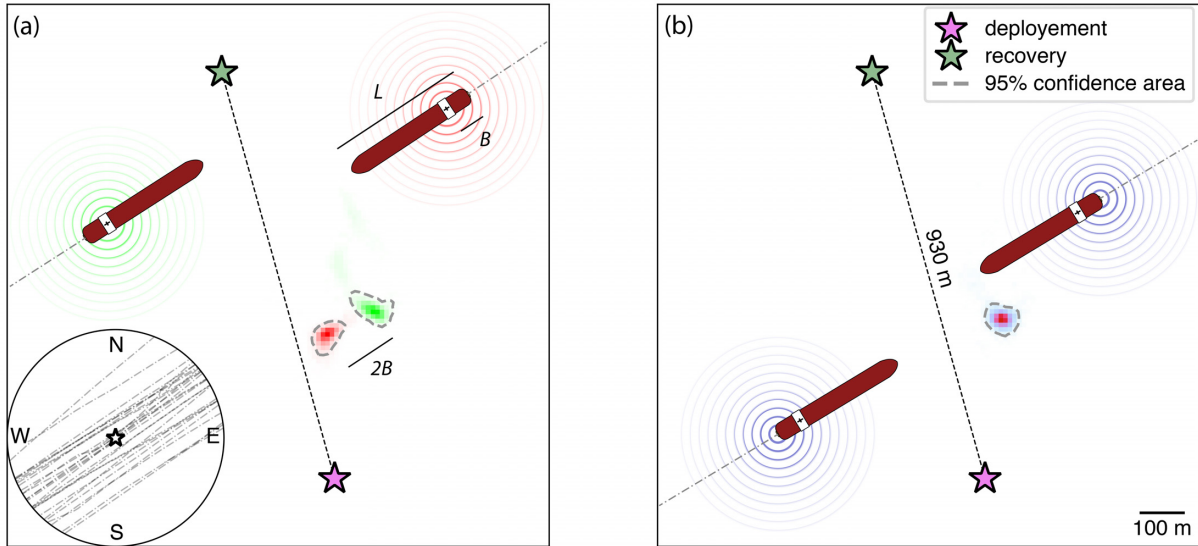 (a)
L
B
2B
N
W
E
S
(b)
deployement
recovery
95% confidence area
930 m
100 m